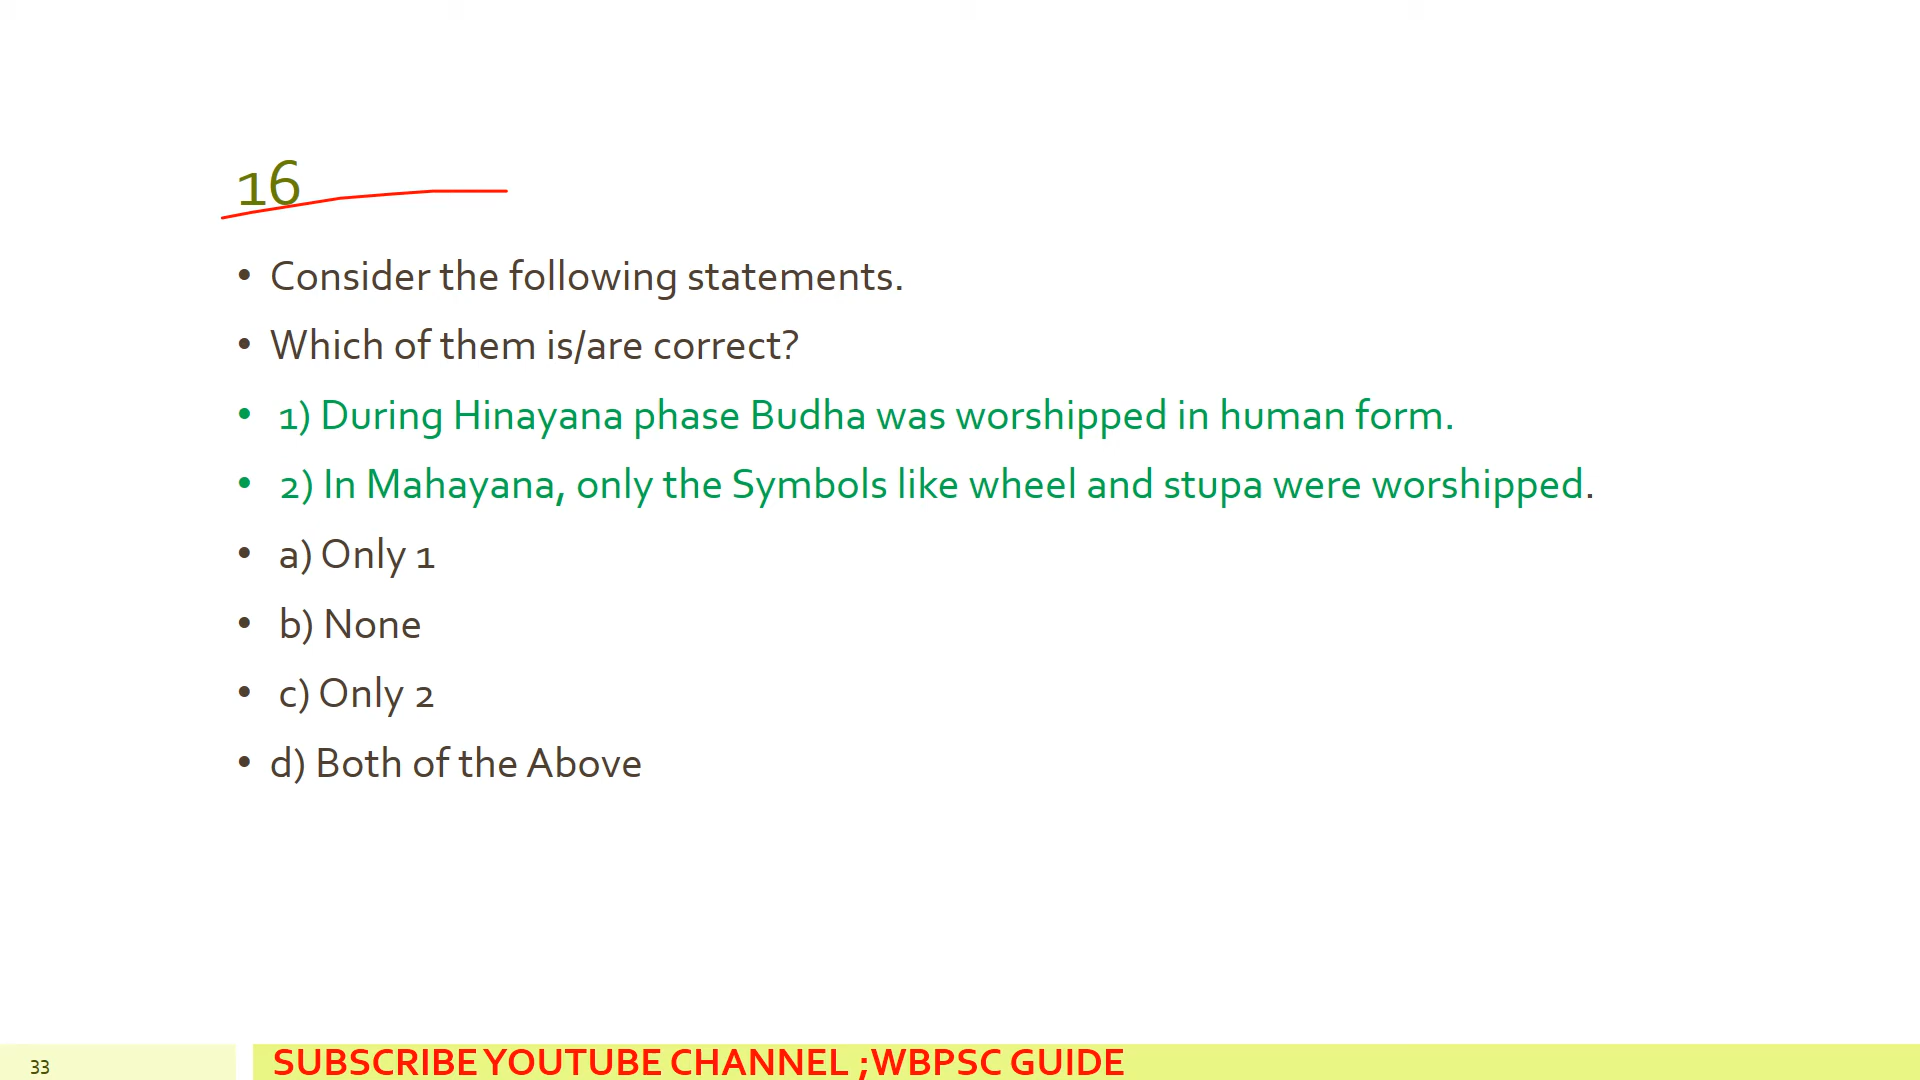 16
• Consider the following statements.
• Which of them is/are correct?
• 1) During Hinayana phase Budha was worshipped in human form.
• 2) In Mahayana, only the Symbols like wheel and stupa were worshipped.
• a) Only 1
• b) None
• c) Only 2
• d) Both of the Above
33
SUBSCRIBE YOUTUBE CHANNEL ;WBPSC GUIDE